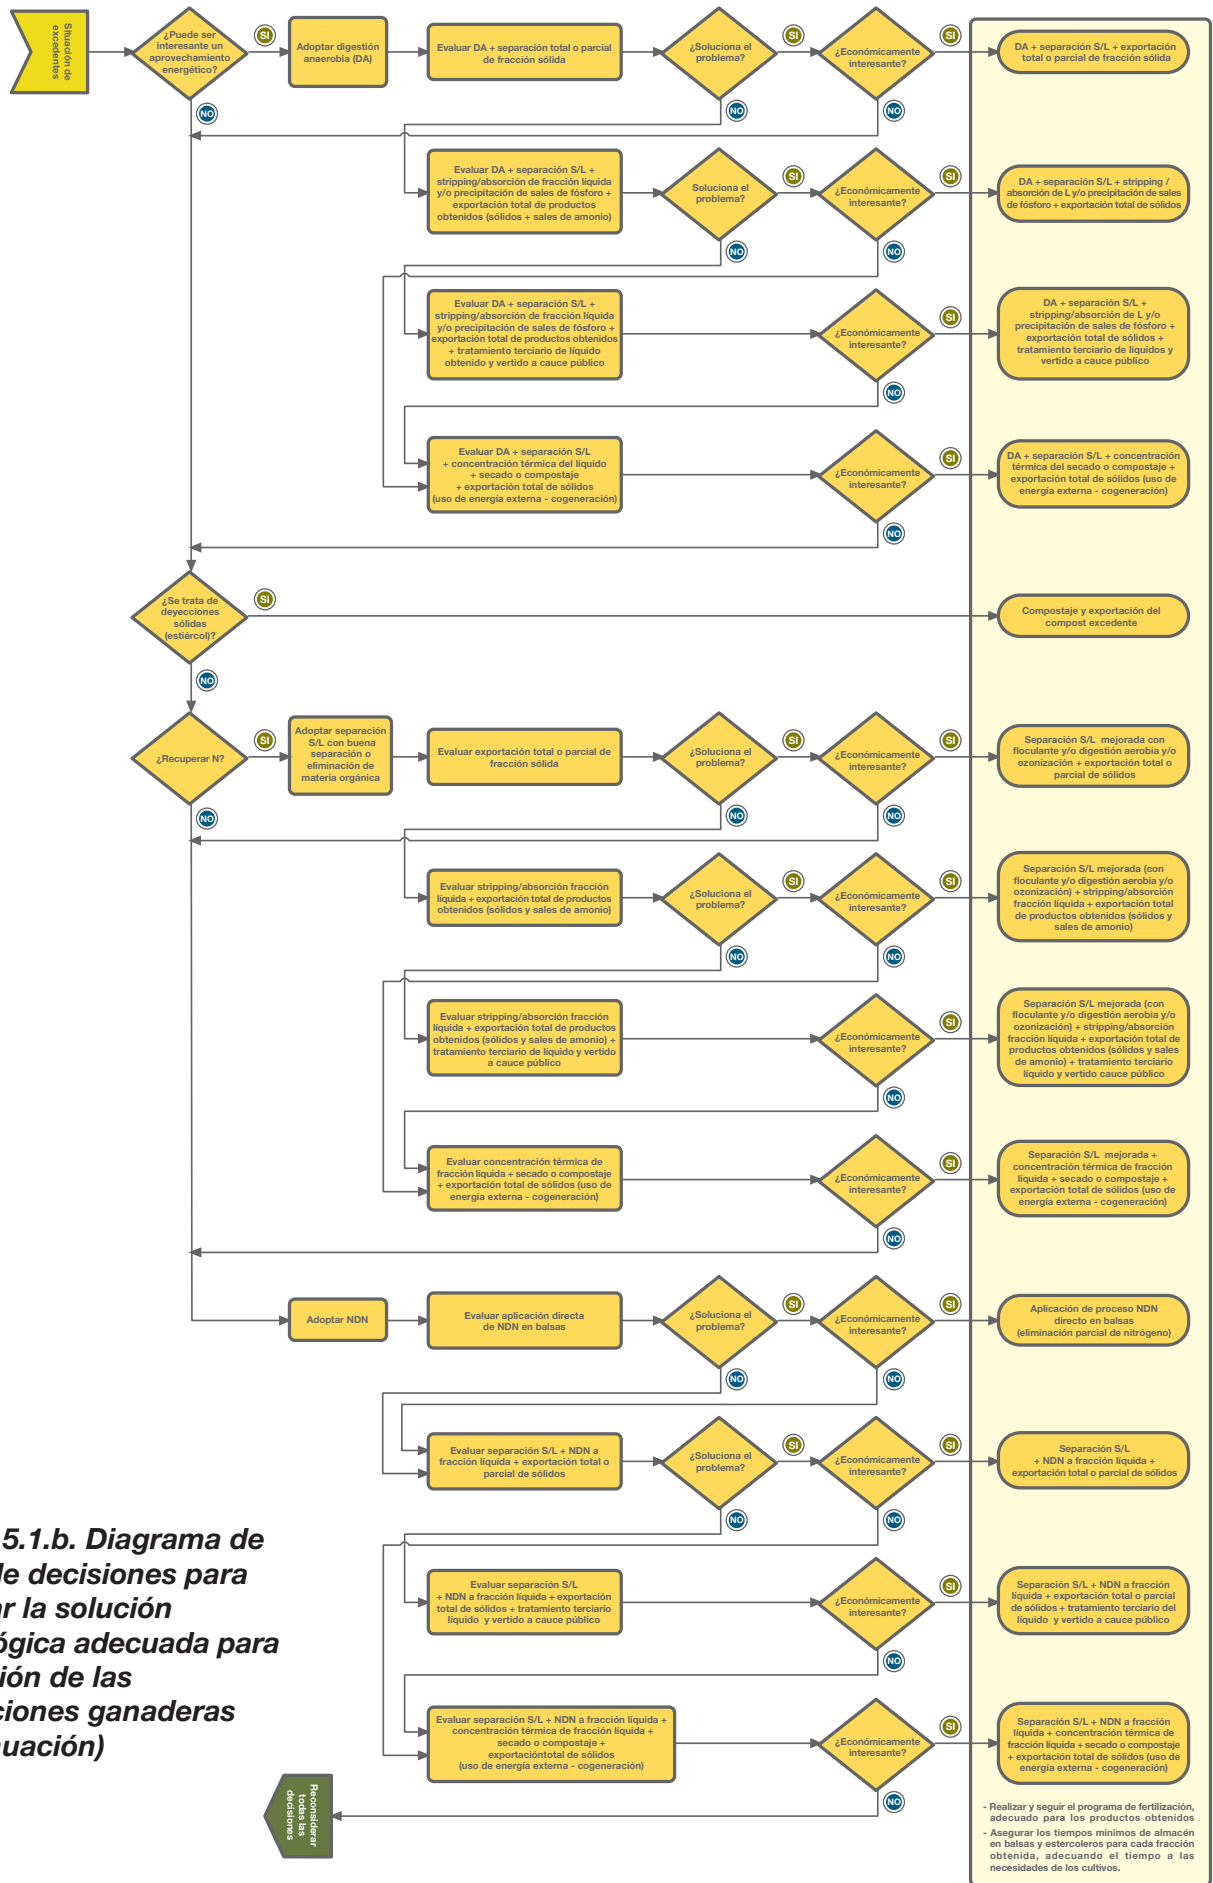 Situación de
excedentes
¿Puede ser
interesante un
aprovechamiento
energético?
SI
NO
Adoptar digestión
anaerobia (DA)
Evaluar DA + separación total o parcial
de fracción sólida
¿Soluciona el
problema?
SI
NO
¿Económicamente
interesante?
SI
NO
DA + separación S/L + exportación
total o parcial de fracción sólida
Evaluar DA + separación S/L +
stripping/absorción de fracción líquida
y/o precipitación de sales de fósforo +
exportación total de productos
obtenidos (sólidos + sales de amonio)
Soluciona el
problema?
SI
NO
¿Económicamente
interesante?
SI
NO
DA + separación S/L + stripping /
absorción de L y/o precipitación de sales
de fósforo + exportación total de sólidos
Evaluar DA + separación S/L +
stripping/absorción de fracción líquida
y/o precipitación de sales de fósforo +
exportación total de productos obtenidos
+ tratamiento terciario de líquido
obtenido y vertido a cauce público
¿Económicamente
interesante?
SI
NO
DA + separación S/L +
stripping/absorción de L y/o
precipitación de sales de fósforo +
exportación total de sólidos +
tratamiento terciario de líquidos y
vertido a cauce público
Evaluar DA + separación S/L
+ concentración térmica del líquido
+ secado o compostaje
+ exportación total de sólidos
(uso de energía externa - cogeneración)
¿Económicamente
interesante?
SI
NO
DA + separación S/L + concentración
térmica del secado o compostaje +
exportación total de sólidos (uso de
energía externa - cogeneración)
¿Se trata de
deyecciones
sólidas
(estiércol)?
SI
NO
Compostaje y exportación del
compost excedente
¿Recuperar N?
SI
NO
Adoptar separación
S/L con buena
separación o
eliminación de
materia orgánica
Evaluar exportación total o parcial de
fracción sólida
¿Soluciona el
problema?
SI
NO
¿Económicamente
interesante?
SI
NO
Separación S/L  mejorada con
floculante y/o digestión aerobia y/o
ozonización + exportación total o
parcial de sólidos
Evaluar stripping/absorción fracción
líquida + exportación total de productos
obtenidos (sólidos y sales de amonio)
¿Soluciona el
problema?
SI
NO
¿Económicamente
interesante?
SI
NO
Separación S/L mejorada (con
floculante y/o digestión aerobia y/o
ozonización) + stripping/absorción
fracción líquida + exportación total
de productos obtenidos (sólidos y
sales de amonio)
Evaluar stripping/absorción fracción
líquida + exportación total de productos
obtenidos (sólidos y sales de amonio) +
tratamiento terciario de líquido y vertido
a cauce público
¿Económicamente
interesante?
SI
NO
Separación S/L mejorada (con
floculante y/o digestión aerobia y/o
ozonización) + stripping/absorción
fracción líquida + exportación total de
productos obtenidos (sólidos y sales
de amonio) + tratamiento terciario
líquido y vertido cauce público
Evaluar concentración térmica de
fracción líquida + secado o compostaje
+ exportación total de sólidos (uso de
energía externa - cogeneración)
¿Económicamente
interesante?
SI
NO
Separación S/L  mejorada +
concentración térmica de fracción
líquida + secado o compostaje +
exportación total de sólidos (uso de
energía externa - cogeneración)
Adoptar NDN
Evaluar aplicación directa
de NDN en balsas
¿Soluciona el
problema?
SI
NO
¿Económicamente
interesante?
SI
NO
Aplicación de proceso NDN
directo en balsas
(eliminación parcial de nitrógeno)
Evaluar separación S/L + NDN a
fracción líquida + exportación total o
parcial de sólidos
¿Soluciona el
problema?
SI
NO
¿Económicamente
interesante?
SI
NO
Separación S/L
+ NDN a fracción líquida +
exportación total o parcial de sólidos
Evaluar separación S/L
+ NDN a fracción líquida + exportación
total de sólidos + tratamiento terciario
líquido  y vertido a cauce público
¿Económicamente
interesante?
SI
NO
Separación S/L + NDN a fracción
líquida + exportación total o parcial
de sólidos + tratamiento terciario del
líquido  y vertido a cauce público
Evaluar separación S/L + NDN a fracción líquida +
concentración térmica de fracción líquida +
secado o compostaje +
exportacióntotal de sólidos
(uso de energía externa - cogeneración)
¿Económicamente
interesante?
SI
NO
Separación S/L + NDN a fracción
líquida + concentración térmica de
fracción líquida + secado o compostaje
+ exportación total de sólidos (uso de
energía externa - cogeneración)
Reconsiderar
todas las
decisiones
- Realizar y seguir el programa de fertilización,
adecuado para los productos obtenidos
- Asegurar los tiempos mínimos de almacén
en balsas y estercoleros para cada fracción
obtenida, adecuando el tiempo a las
necesidades de los cultivos.
5.1.b. Diagrama de
de decisiones para
ar la solución
ógica adecuada para
ión de las
ciones ganaderas
nuación)